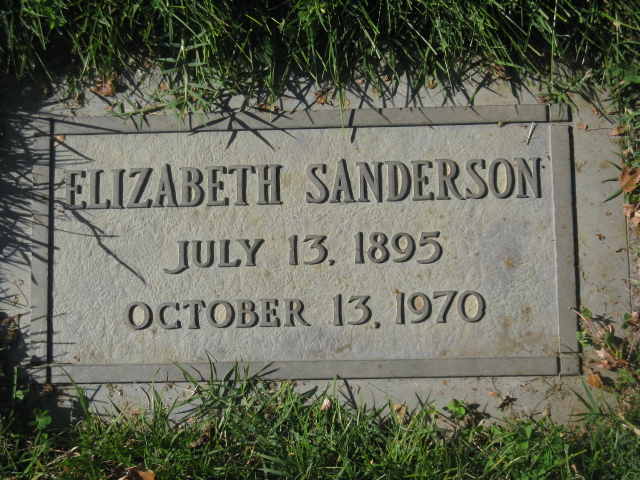 ELIZABETH SANDERSON
JULY 13, 1895
OCTOBER 13, 1970